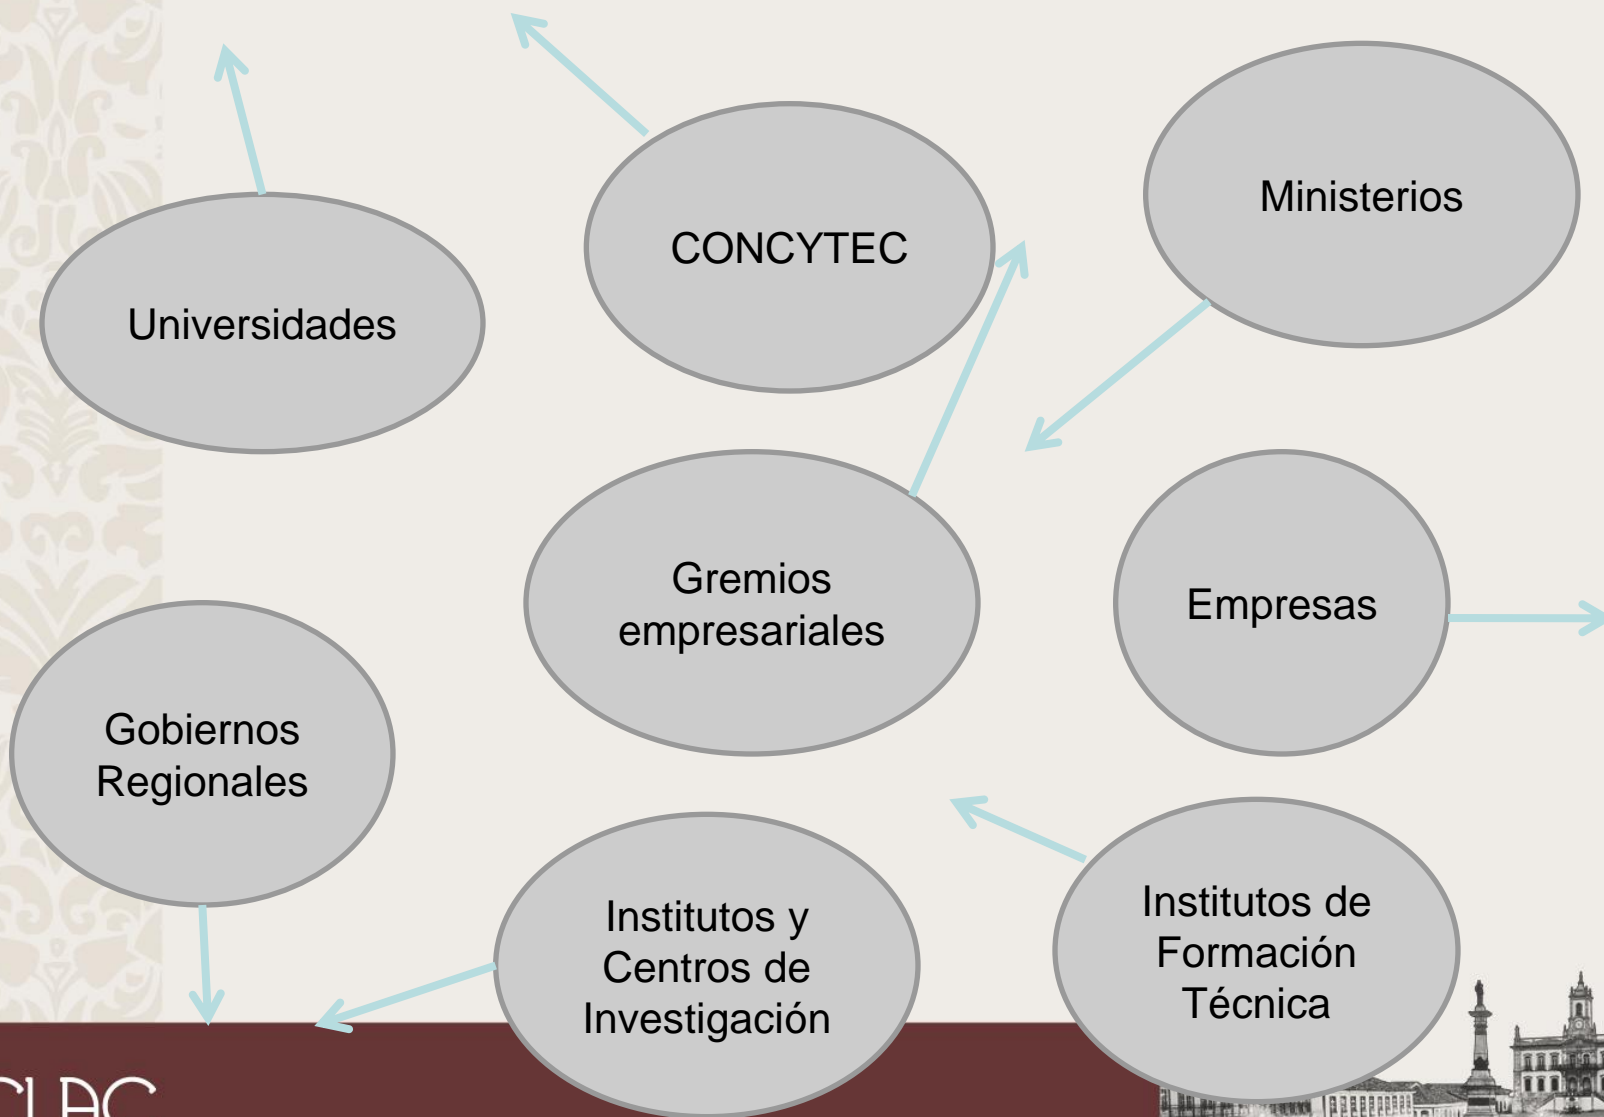 CONCYTEC
Ministerios
Universidades
Gremios
empresariales
Empresas
Gobiernos
Regionales
Institutos y
Centros de
Investigación
Institutos de
Formación
Técnica